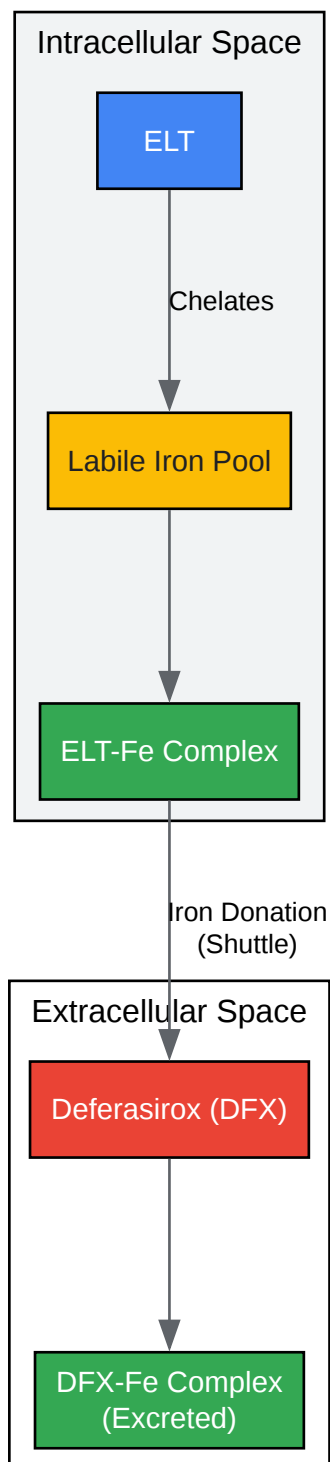 Intracellular Space
ELT
Chelates
Labile Iron Pool
ELT-Fe Complex
Iron Donation
(Shuttle)
Extracellular Space
Deferasirox (DFX)
DFX-Fe Complex
(Excreted)